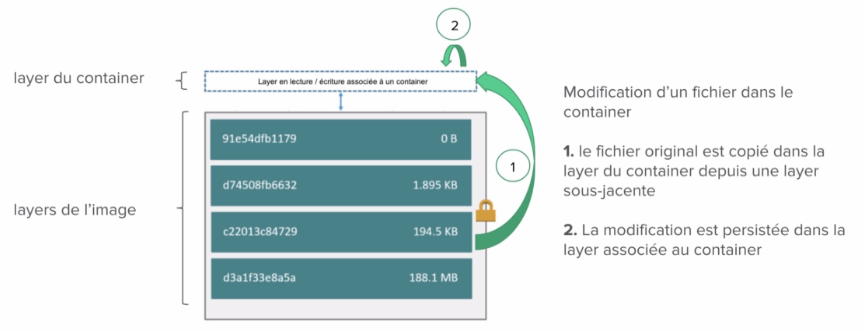 2
layer du container
Layer en lecture / écriture associée à un container
91e54dfb1179 0 B
d74508fb6632 1.895 KB
layers de l'image
c22013c84729 194.5 KB
d3a1f33e8a5a 188.1 MB
1
Modification d'un fichier dans le
container
1. le fichier original est copié dans la
layer du container depuis une layer
sous-jacente
2. La modification est persistée dans la
layer associée au container